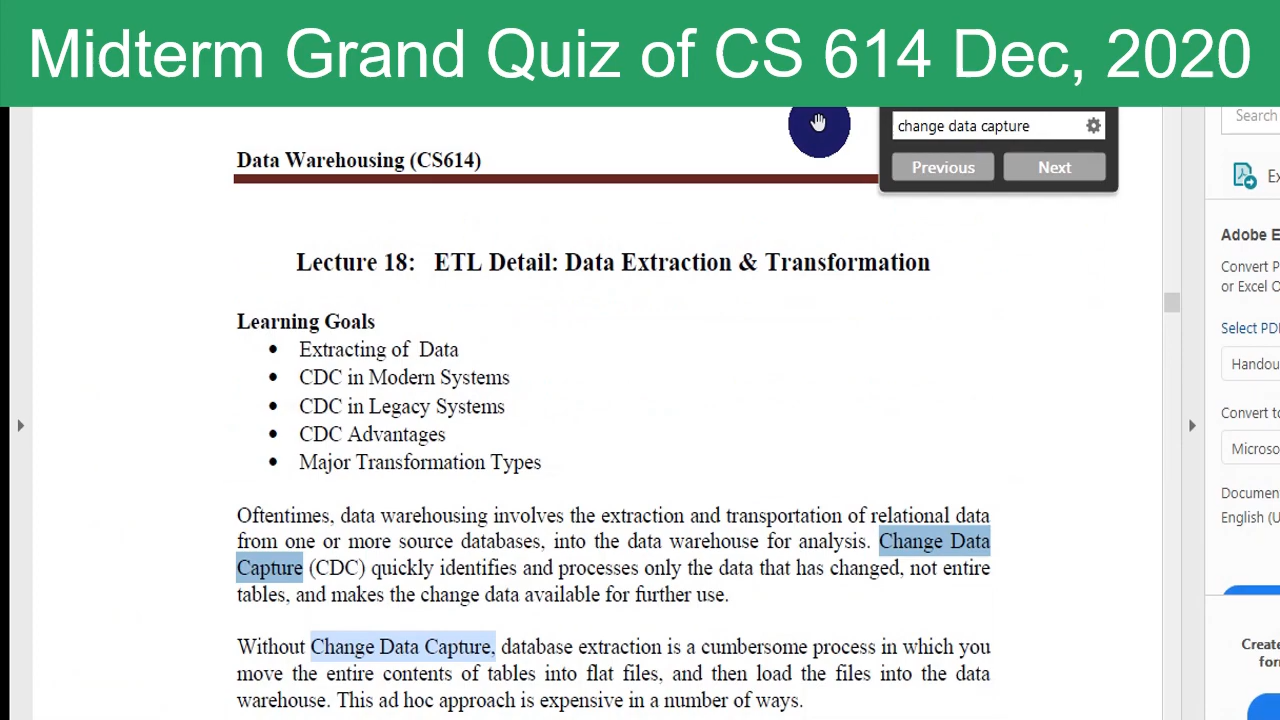 Midterm Grand Quiz of CS 614 Dec, 2020
change data capture
Previous Next
Search
Data Warehousing (CS614)
Lecture 18: ETL Detail: Data Extraction & Transformation
Learning Goals
• Extracting of Data
• CDC in Modern Systems
• CDC in Legacy Systems
• CDC Advantages
• Major Transformation Types
Oftentimes, data warehousing involves the extraction and transportation of relational data
from one or more source databases, into the data warehouse for analysis. Change Data
Capture (CDC) quickly identifies and processes only the data that has changed, not entire
tables, and makes the change data available for further use.
Without Change Data Capture, database extraction is a cumbersome process in which you
move the entire contents of tables into flat files, and then load the files into the data
warehouse. This ad hoc approach is expensive in a number of ways.
Ex
Adobe E
Convert P
or Excel O
Select PD
Handou
Convert to
Microso
Documen
English (U
Create
for